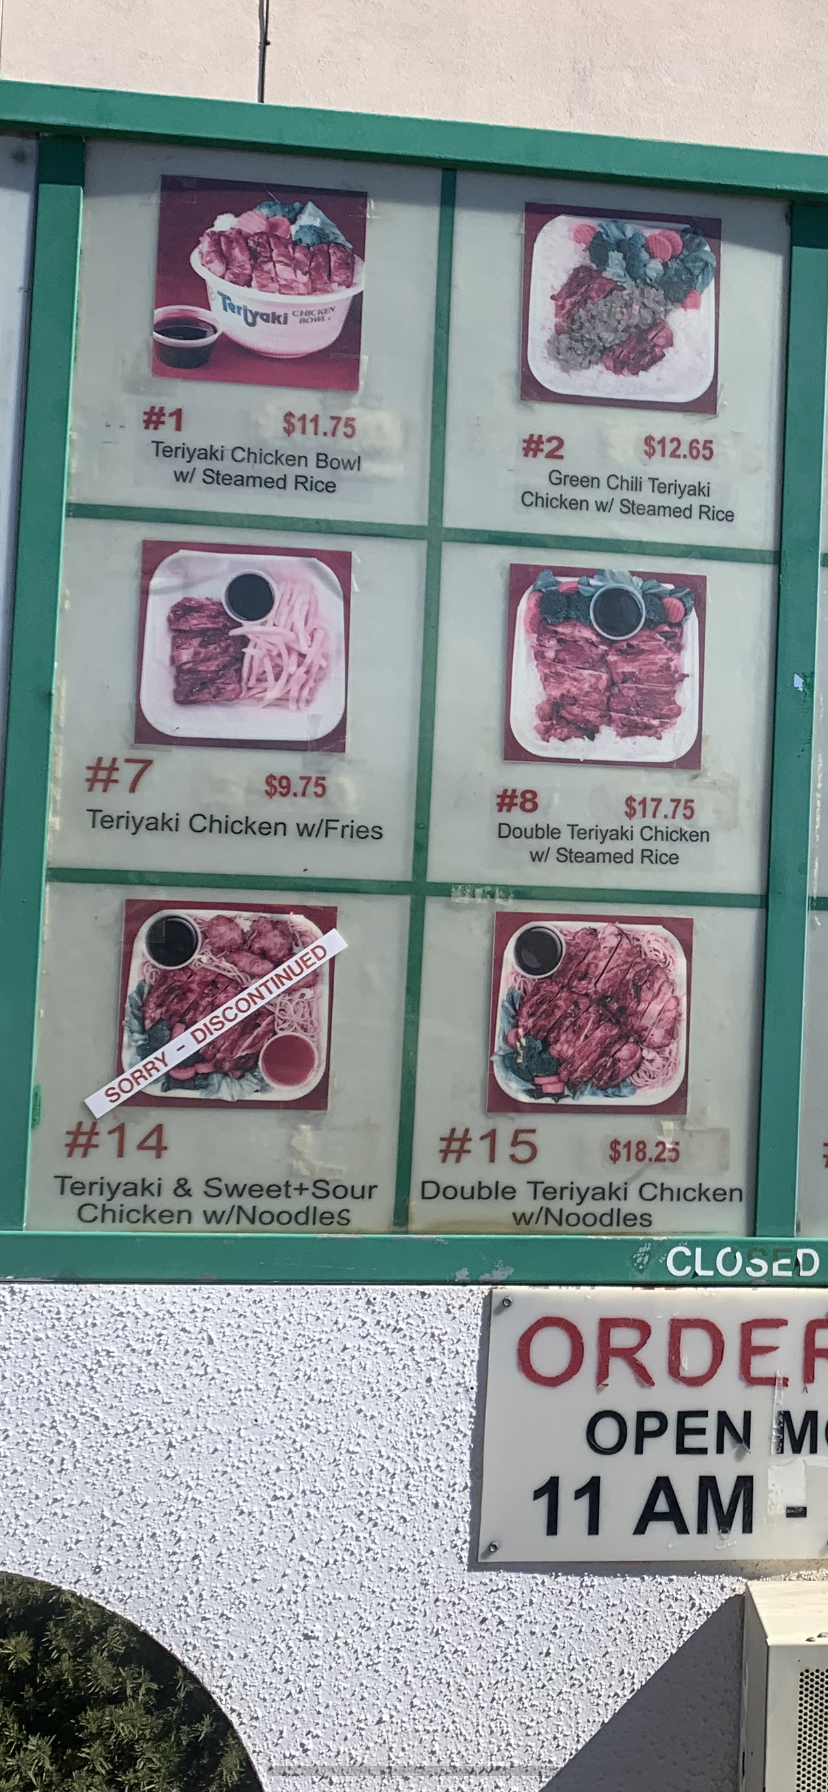 Teriyaki CHICKEN
BOWL
#1 $11.75
Teriyaki Chicken Bowl
w/ Steamed Rice
#2 $12.65
Green Chili Teriyaki
Chicken w/ Steamed Rice
#7 $9.75
Teriyaki Chicken w/Fries
#8 $17.75
Double Teriyaki Chicken
w/ Steamed Rice
SORRY - DISCONTINUED
#14
Teriyaki & Sweet+Sour
Chicken w/Noodles
#15 $18.25
Double Teriyaki Chicken
w/Noodles
CLOSED
ORDER
OPEN MO
11 AM -